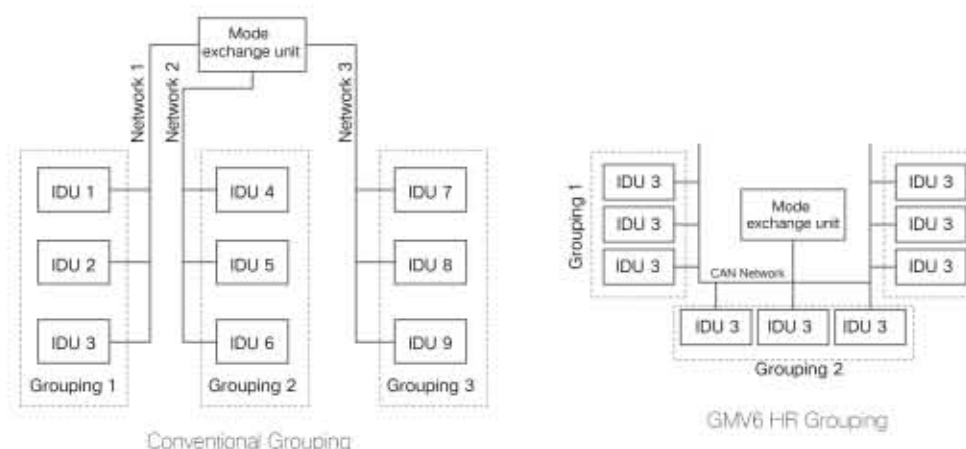 Mode
exchange unit
Network 1
Network 2
Network 3
IDU 1
IDU 2
IDU 3
Grouping 1
IDU 4
IDU 5
IDU 6
Grouping 2
IDU 7
IDU 8
IDU 9
Grouping 3
Conventional Grouping
Grouping 1
IDU 3
IDU 3
IDU 3
Mode
exchange unit
CAN Network
IDU 3
IDU 3
IDU 3
IDU 3
IDU 3
IDU 3
Grouping 2
GMV6 HR Grouping